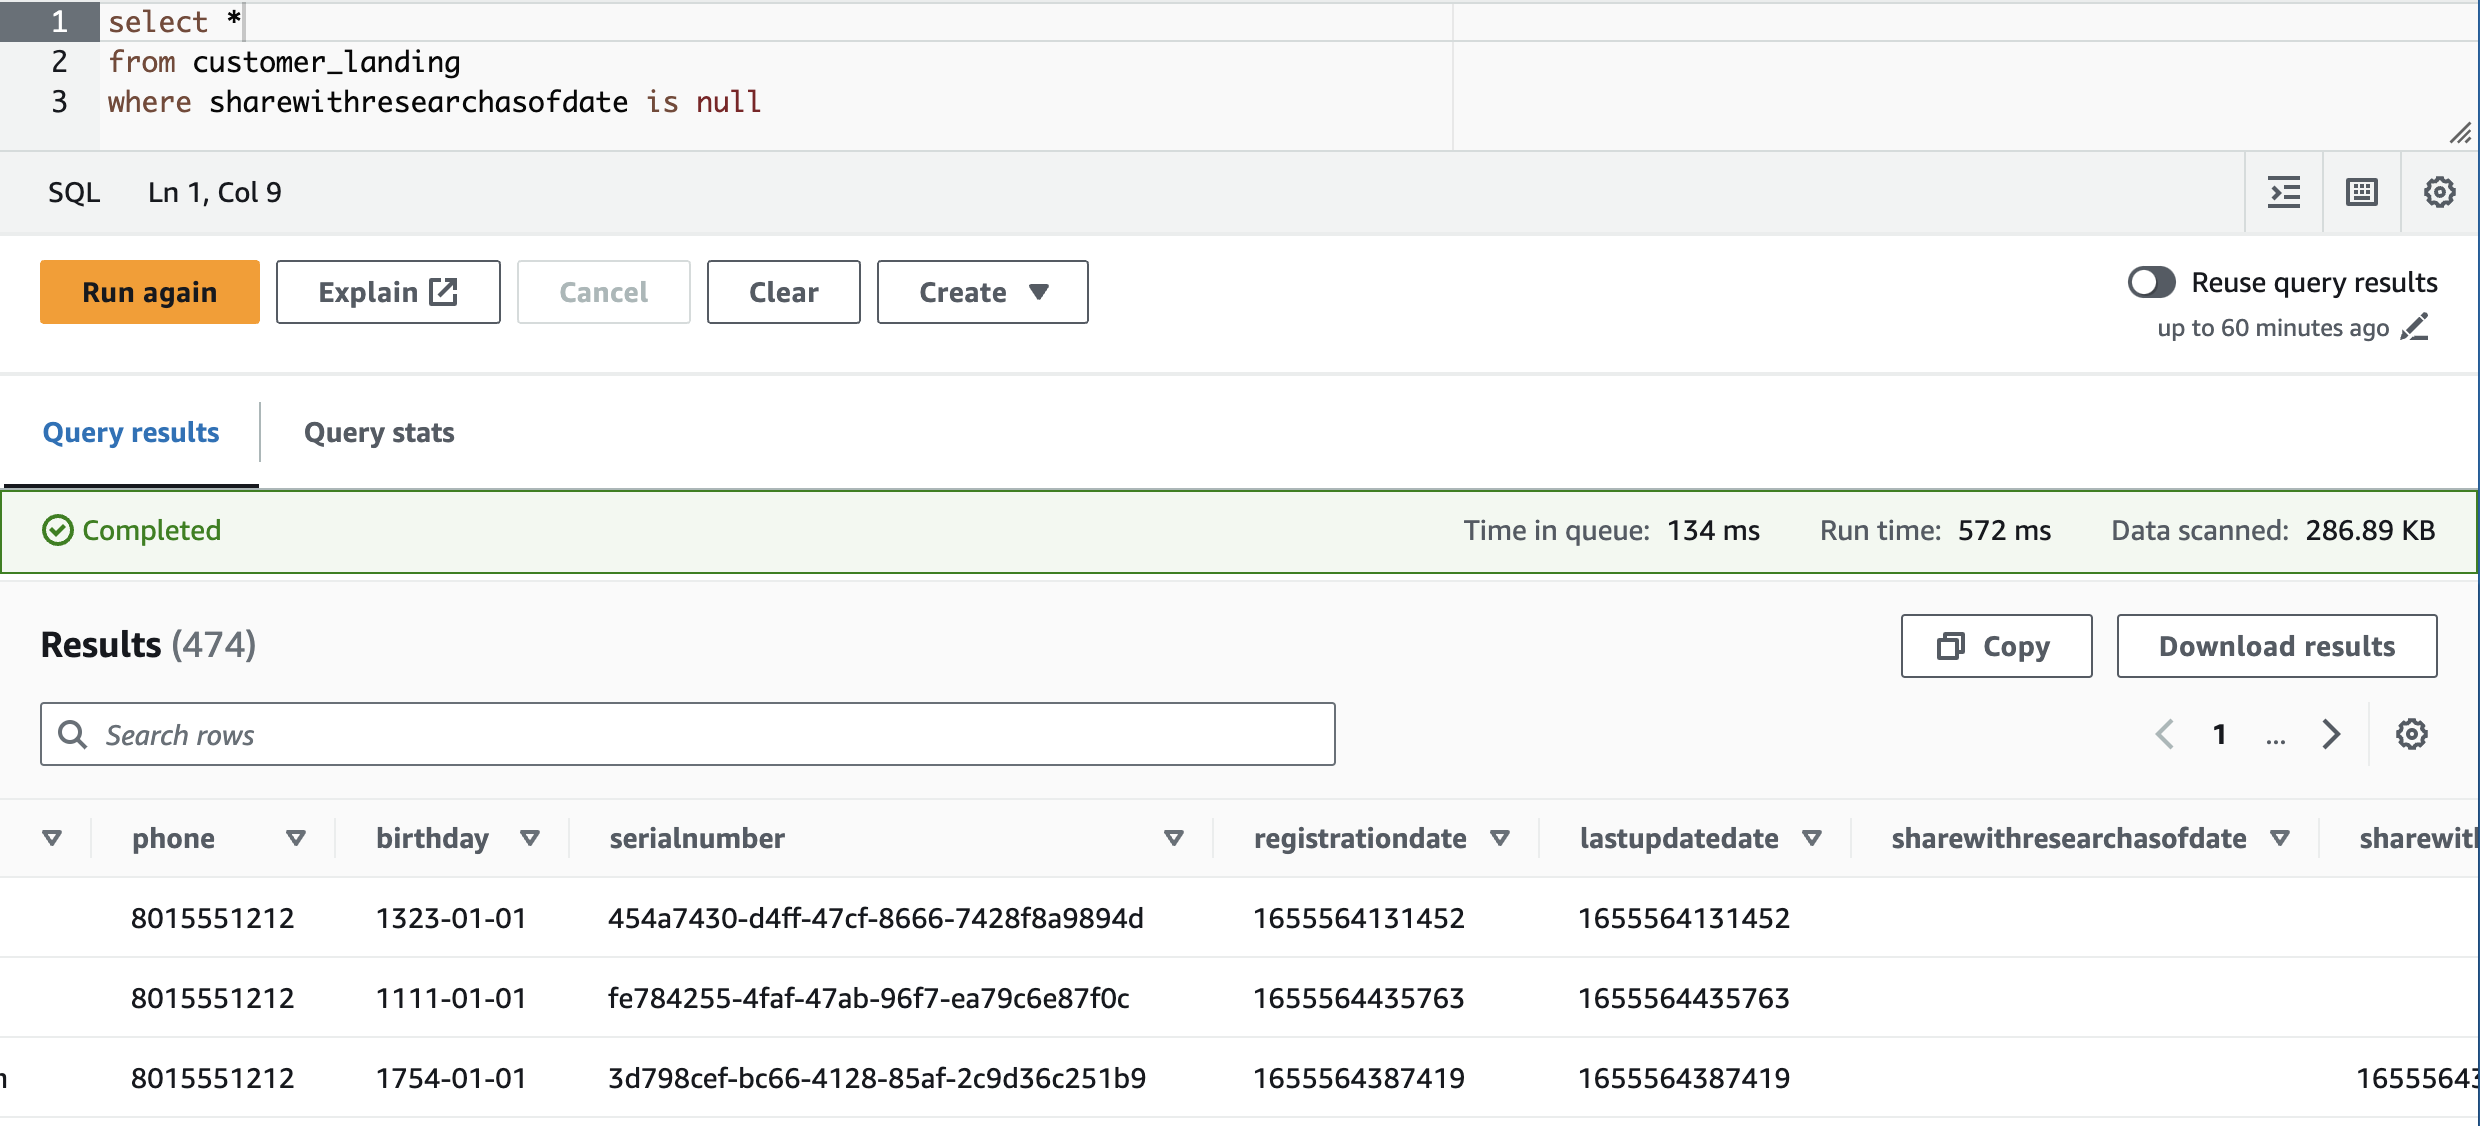 1 select *
2 from customer_landing
3 where sharewithresearchasofdate is null
SQL Ln 1, Col 9
Run again Explain Cancel Clear Create Reuse query results
up to 60 minutes ago
Query results Query stats
Completed Time in queue: 134 ms Run time: 572 ms Data scanned: 286.89 KB
Results (474) Copy Download results
Search rows 1 ...
phone birthday serialnumber registrationdate lastupdatedate sharewithresearchasofdate sharewith
8015551212 1323-01-01 454a7430-d4ff-47cf-8666-7428f8a9894d 1655564131452 1655564131452
8015551212 1111-01-01 fe784255-4faf-47ab-96f7-ea79c6e87f0c 1655564435763 1655564435763
8015551212 1754-01-01 3d798cef-bc66-4128-85af-2c9d36c251b9 1655564387419 1655564387419 16555643